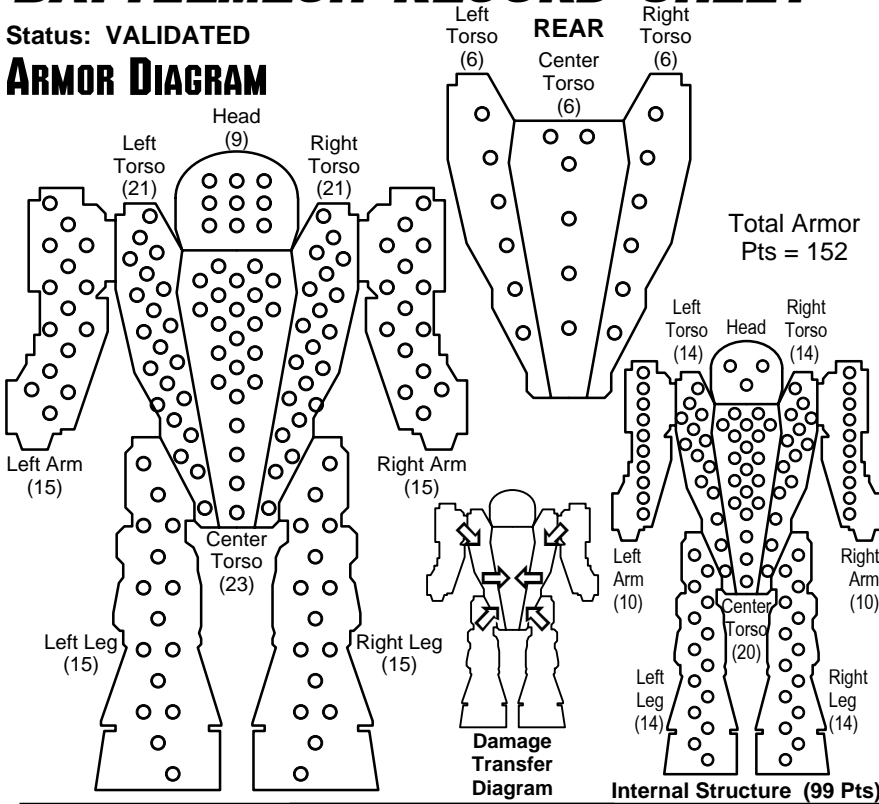 BATTLEMECH RECORD SHEET
Status: VALIDATED
ARMOR DIAGRAM
Head
(9)
Left
Torso
(21)
Right
Torso
(21)
Left Arm
(15)
Right Arm
(15)
Center
Torso
(23)
Left Leg
(15)
Right Leg
(15)
Left
Torso
(6)
REAR
Center
Torso
(6)
Right
Torso
(6)
Total Armor
Pts = 152
Damage
Transfer
Diagram
Left
Torso
(14)
Head
Right
Torso
(14)
Left
Arm
(10)
Right
Arm
(10)
Center
Torso
(20)
Left
Leg
(14)
Right
Leg
(14)
Internal Structure (99 Pts)